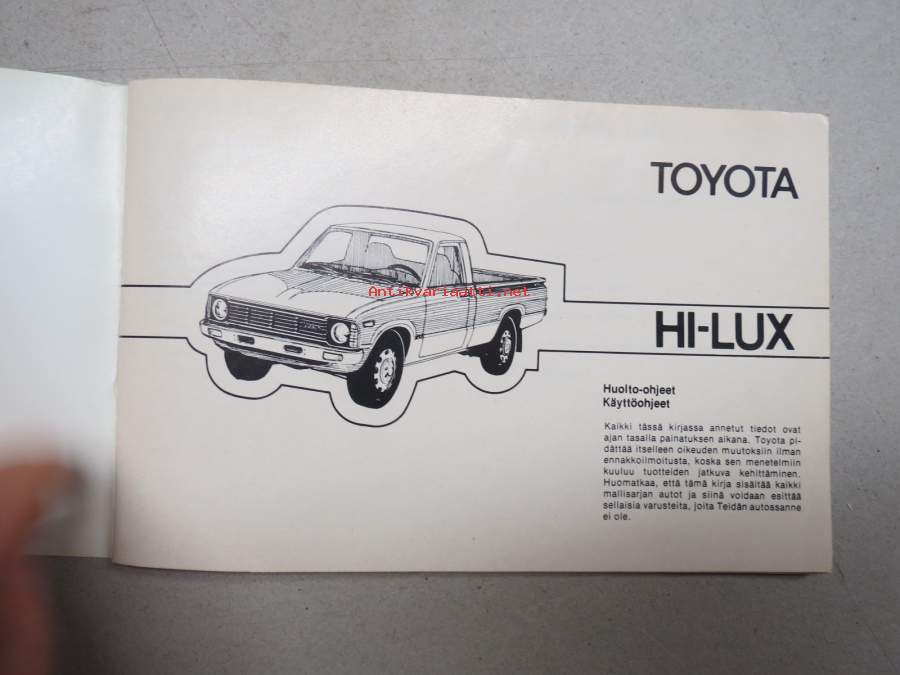 TOYOTA
Antikvariaatti.net
HI-LUX
Huolto-ohjeet
Käyttöohjeet
Kaikki tässä kirjassa annetut tiedot ovat
ajan tasalla painatuksen aikana. Toyota pi-
dättää itselleen oikeuden muutoksiin ilman
ennakkoilmoitusta, koska sen menetelmiin
kuuluu tuotteiden jatkuva kehittäminen.
Huomatkaa, että tämä kirja sisältää kaikki
mallisarjan autot ja siinä voidaan esittää
sellaisia varusteita, joita Teidän autossanne
ei ole.